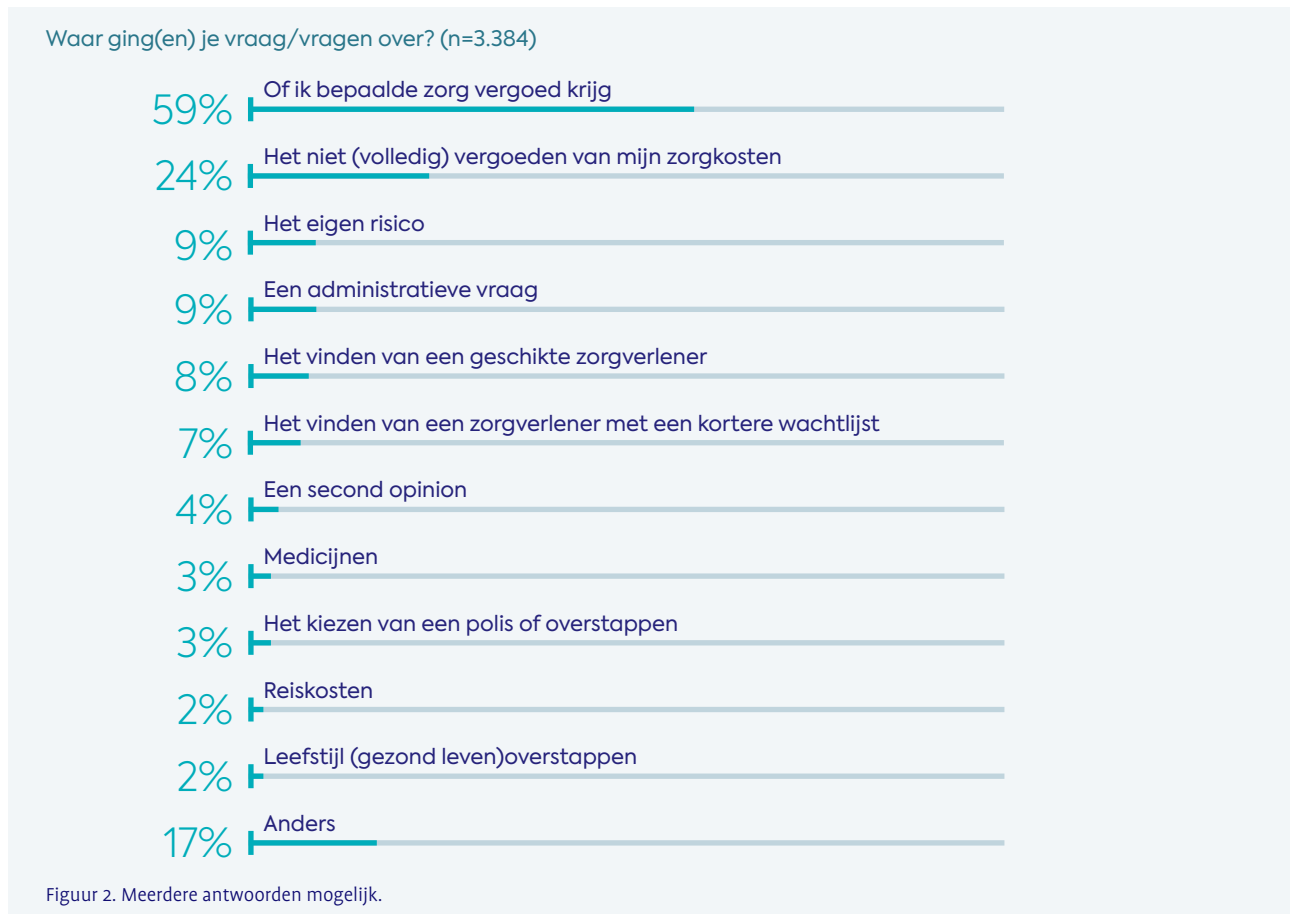 Waar ging(en) je vraag/vragen over? (n=3.384)
Of ik bepaalde zorg vergoed krijg
59%
Het niet (volledig) vergoeden van mijn zorgkosten
24%
Het eigen risico
9%
Een administratieve vraag
9%
Het vinden van een geschikte zorgverlener
8%
Het vinden van een zorgverlener met een kortere wachtlijst
7%
Een second opinion
4%
Medicijnen
3%
Het kiezen van een polis of overstappen
3%
Reiskosten
2%
Leefstijl (gezond leven)overstappen
2%
Anders
17%
Figuur 2. Meerdere antwoorden mogelijk.